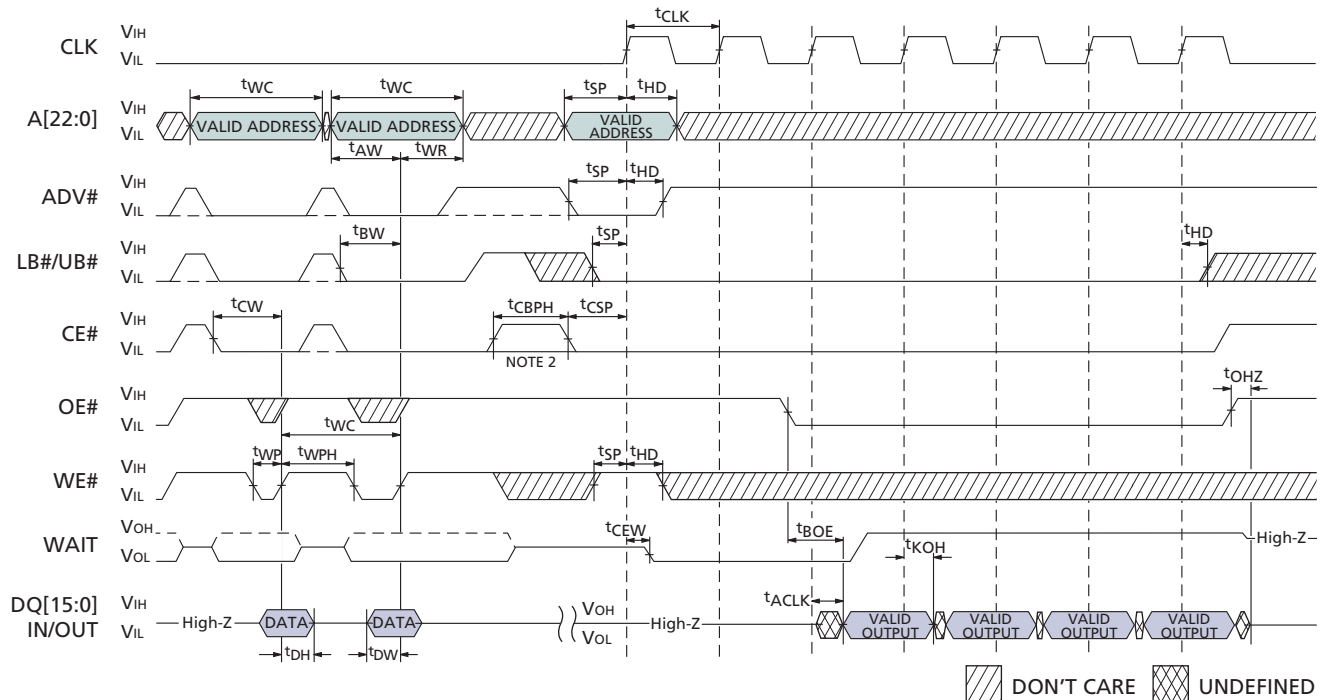 tCLK
CLK VIH
VIL
tWC tWC tSP tHD
A[22:0] VIH
VIL
VALID ADDRESS VALID ADDRESS VALID
ADDRESS
tAW tWR
tSP tHD
ADV# VIH
VIL
tBW tSP tHD
LB#/UB# VIH
VIL
tCW tCBPH tCSP
CE# VIH
VIL
NOTE 2
tOHZ
OE# VIH
VIL
tWC
tWP tWPH tSP tHD
WE# VIH
VIL
tCEW tBOE
WAIT VOH
VOL
High-Z
tKOH
tACLK
DQ[15:0]
IN/OUT
VIH
VIL
High-Z DATA DATA VOH
VOL
High-Z VALID
OUTPUT
VALID
OUTPUT
VALID
OUTPUT
VALID
OUTPUT
tDH tDW
DON'T CARE UNDEFINED